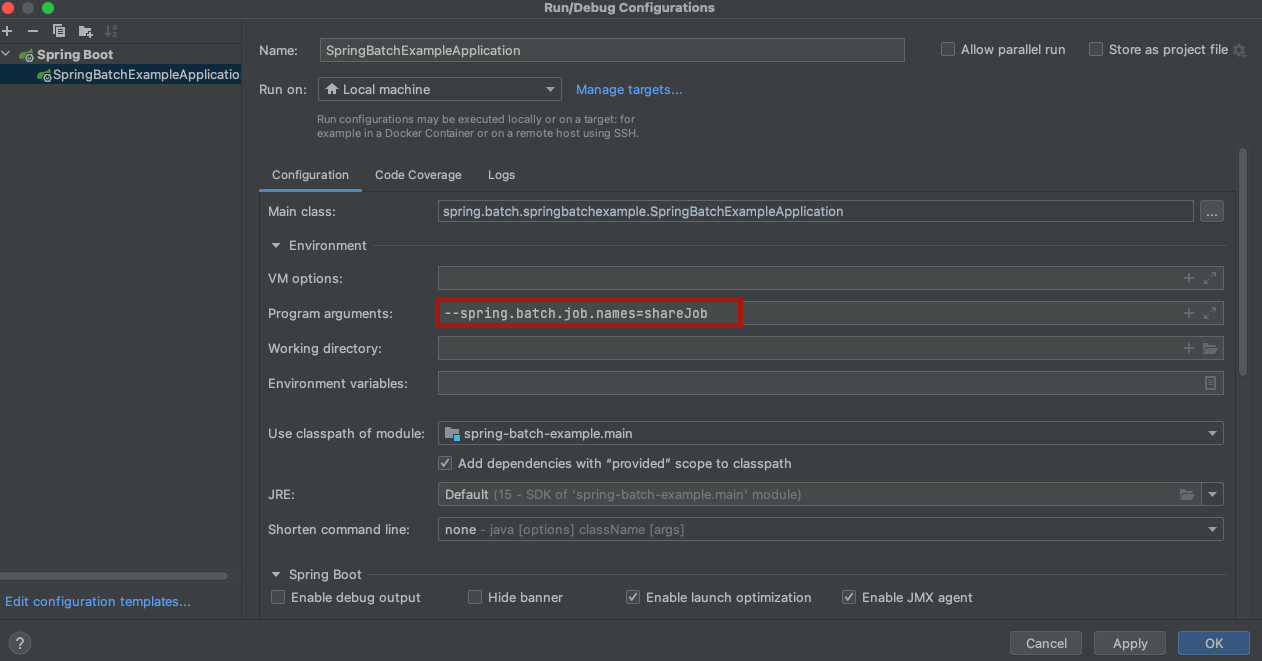 Run/Debug Configurations
Spring Boot
SpringBatchExampleApplicatio
Name: SpringBatchExampleApplication
Allow parallel run
Store as project file
Run on: Local machine
Manage targets...
Run configurations may be executed locally or on a target: for
example in a Docker Container or on a remote host using SSH.
Configuration
Code Coverage
Logs
Main class: spring.batch.springbatchexample.SpringBatchExampleApplication
...
Environment
VM options:
Program arguments: --spring.batch.job.names=shareJob
Working directory:
Environment variables:
Use classpath of module: spring-batch-example.main
Add dependencies with “provided” scope to classpath
JRE: Default (15 - SDK of 'spring-batch-example.main' module)
Shorten command line: none - java [options] className [args]
Spring Boot
Enable debug output
Hide banner
Enable launch optimization
Enable JMX agent
Edit configuration templates...
?
Cancel
Apply
OK